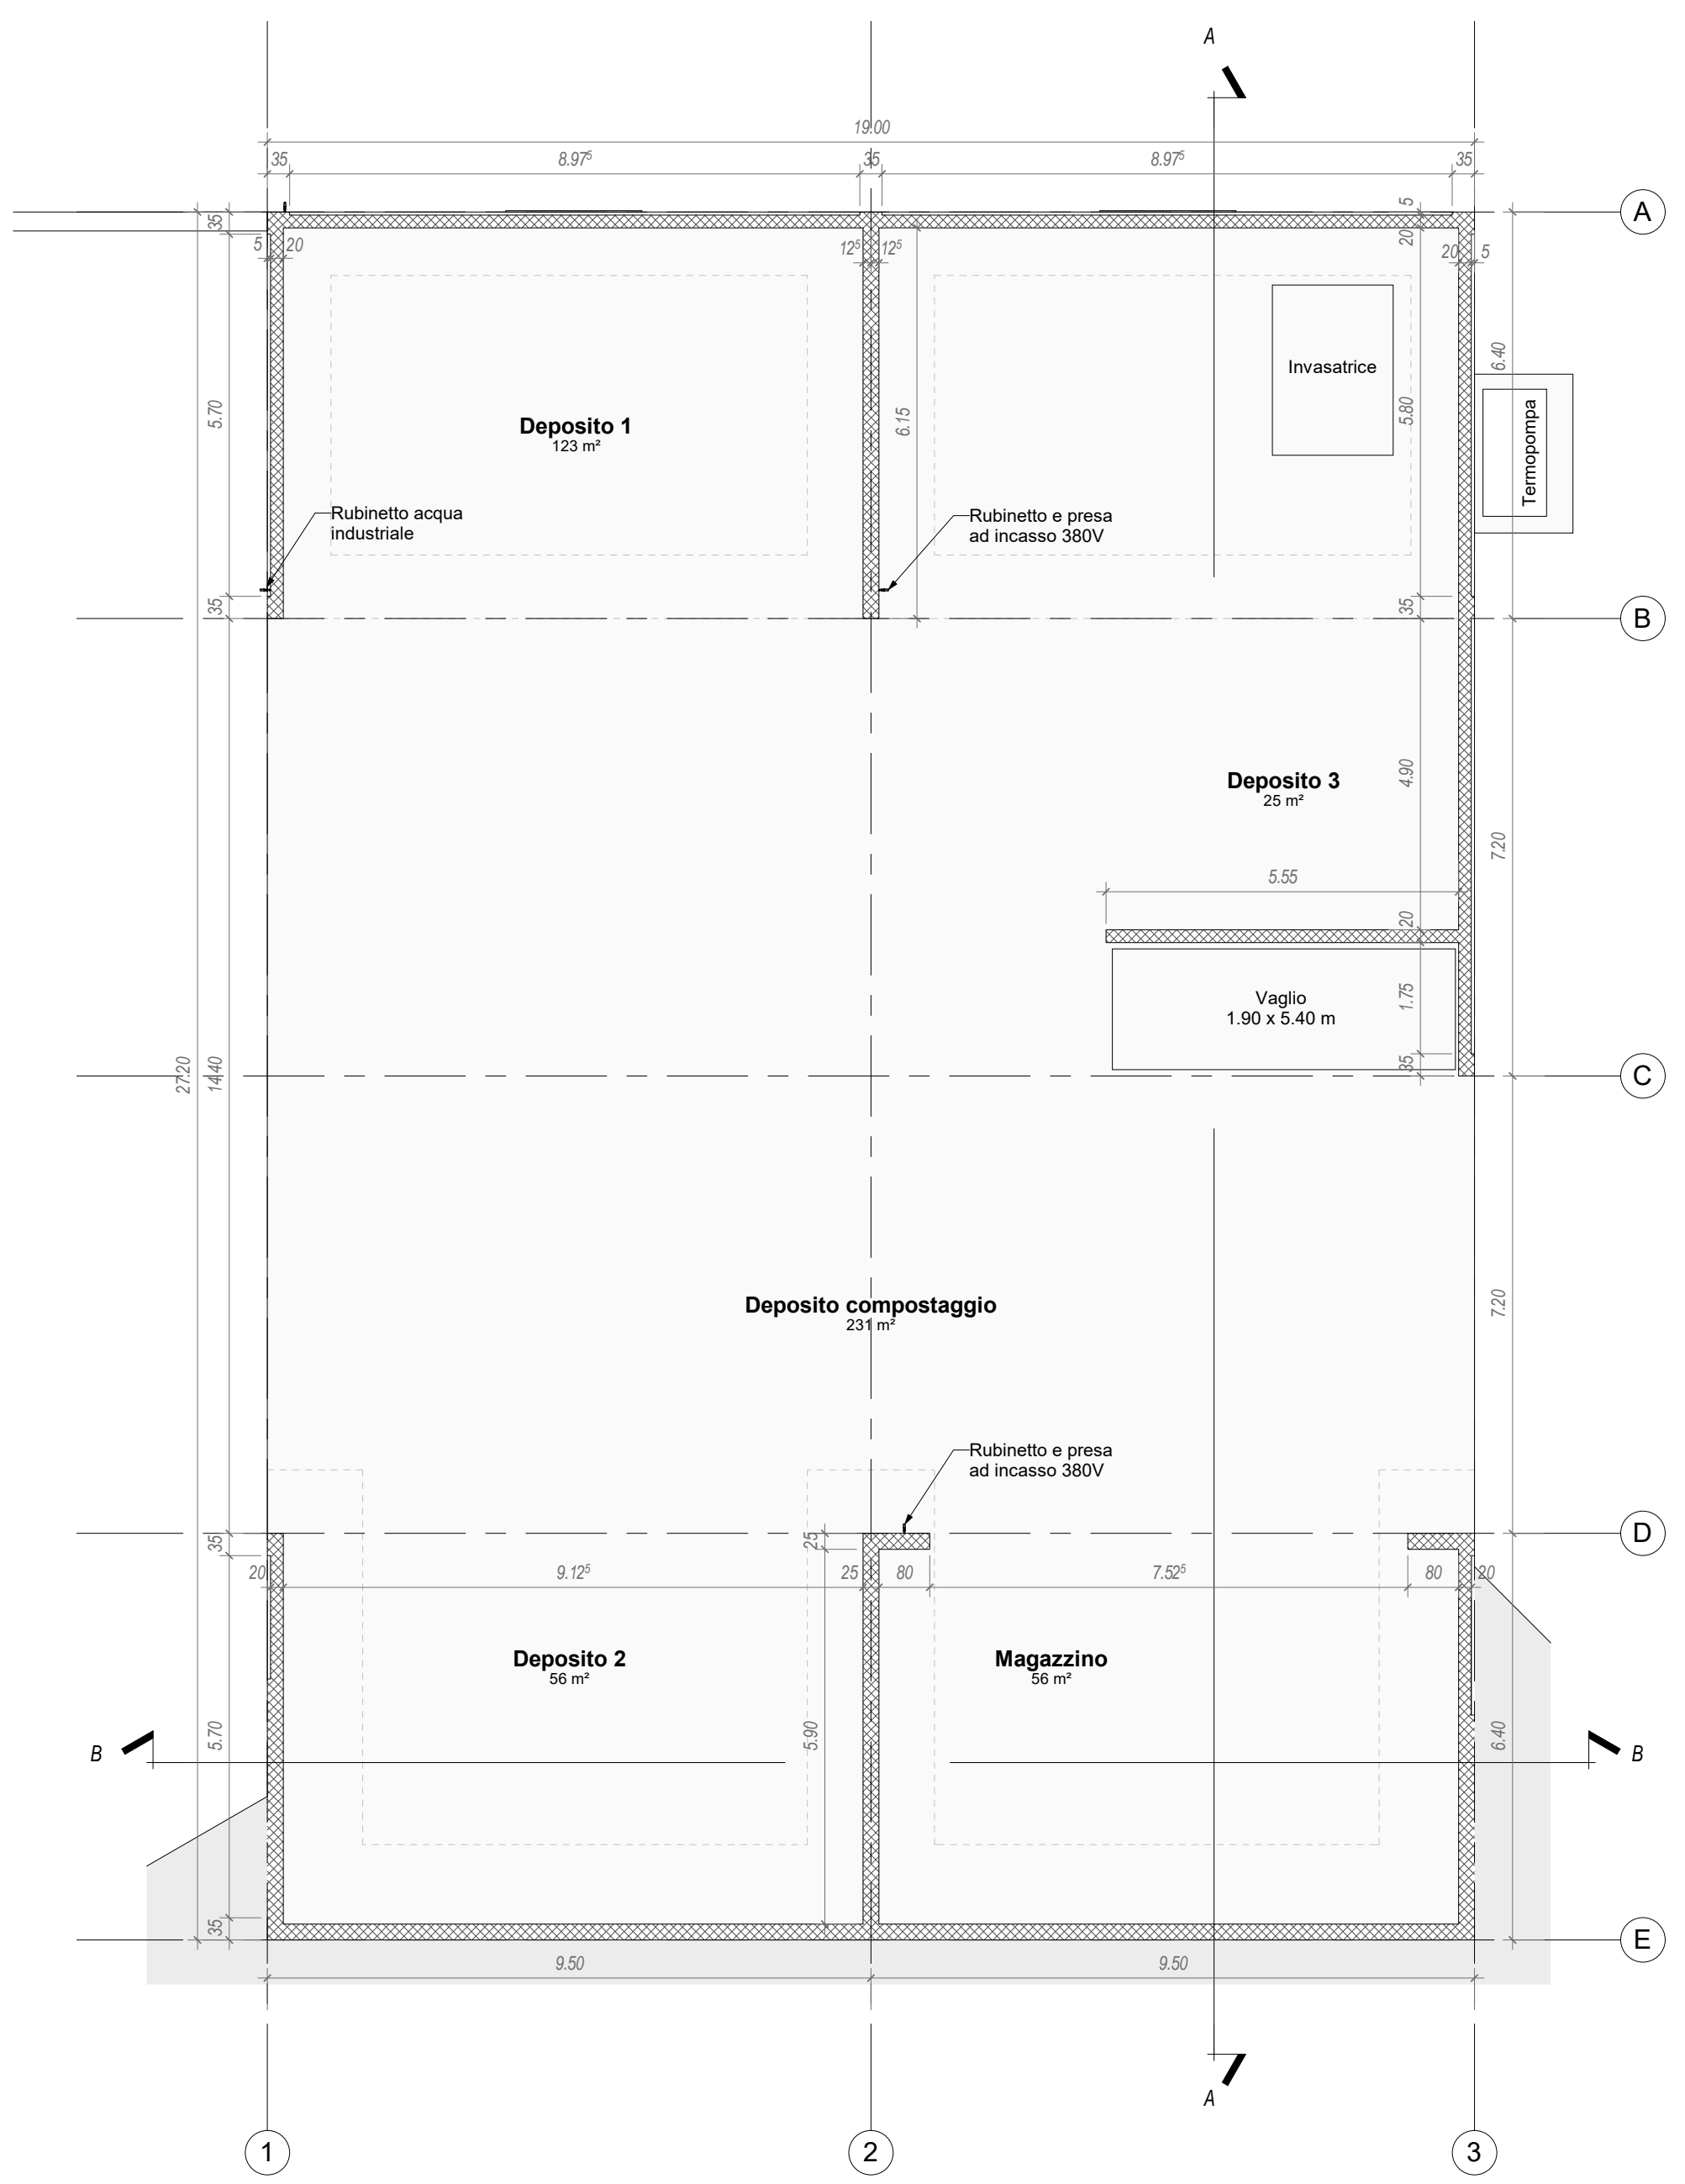 A
19.00
35
8.97⁵
35
8.97⁵
35
A
35
5
20
12⁵
12⁵
5
20
20
5
6.40
Invasatrice
5.70
Deposito 1
123 m²
6.15
5.80
Termopompa
Rubinetto acqua
industriale
Rubinetto e presa
ad incasso 380V
35
35
B
Deposito 3
25 m²
4.90
7.20
5.55
20
Vaglio
1.90 x 5.40 m
1.75
27.20
14.40
35
C
Deposito compostaggio
231 m²
7.20
Rubinetto e presa
ad incasso 380V
35
25
D
20
9.12⁵
25
80
7.52⁵
80
20
Deposito 2
56 m²
Magazzino
56 m²
5.70
5.90
6.40
B
B
35
E
9.50
9.50
A
1
2
3